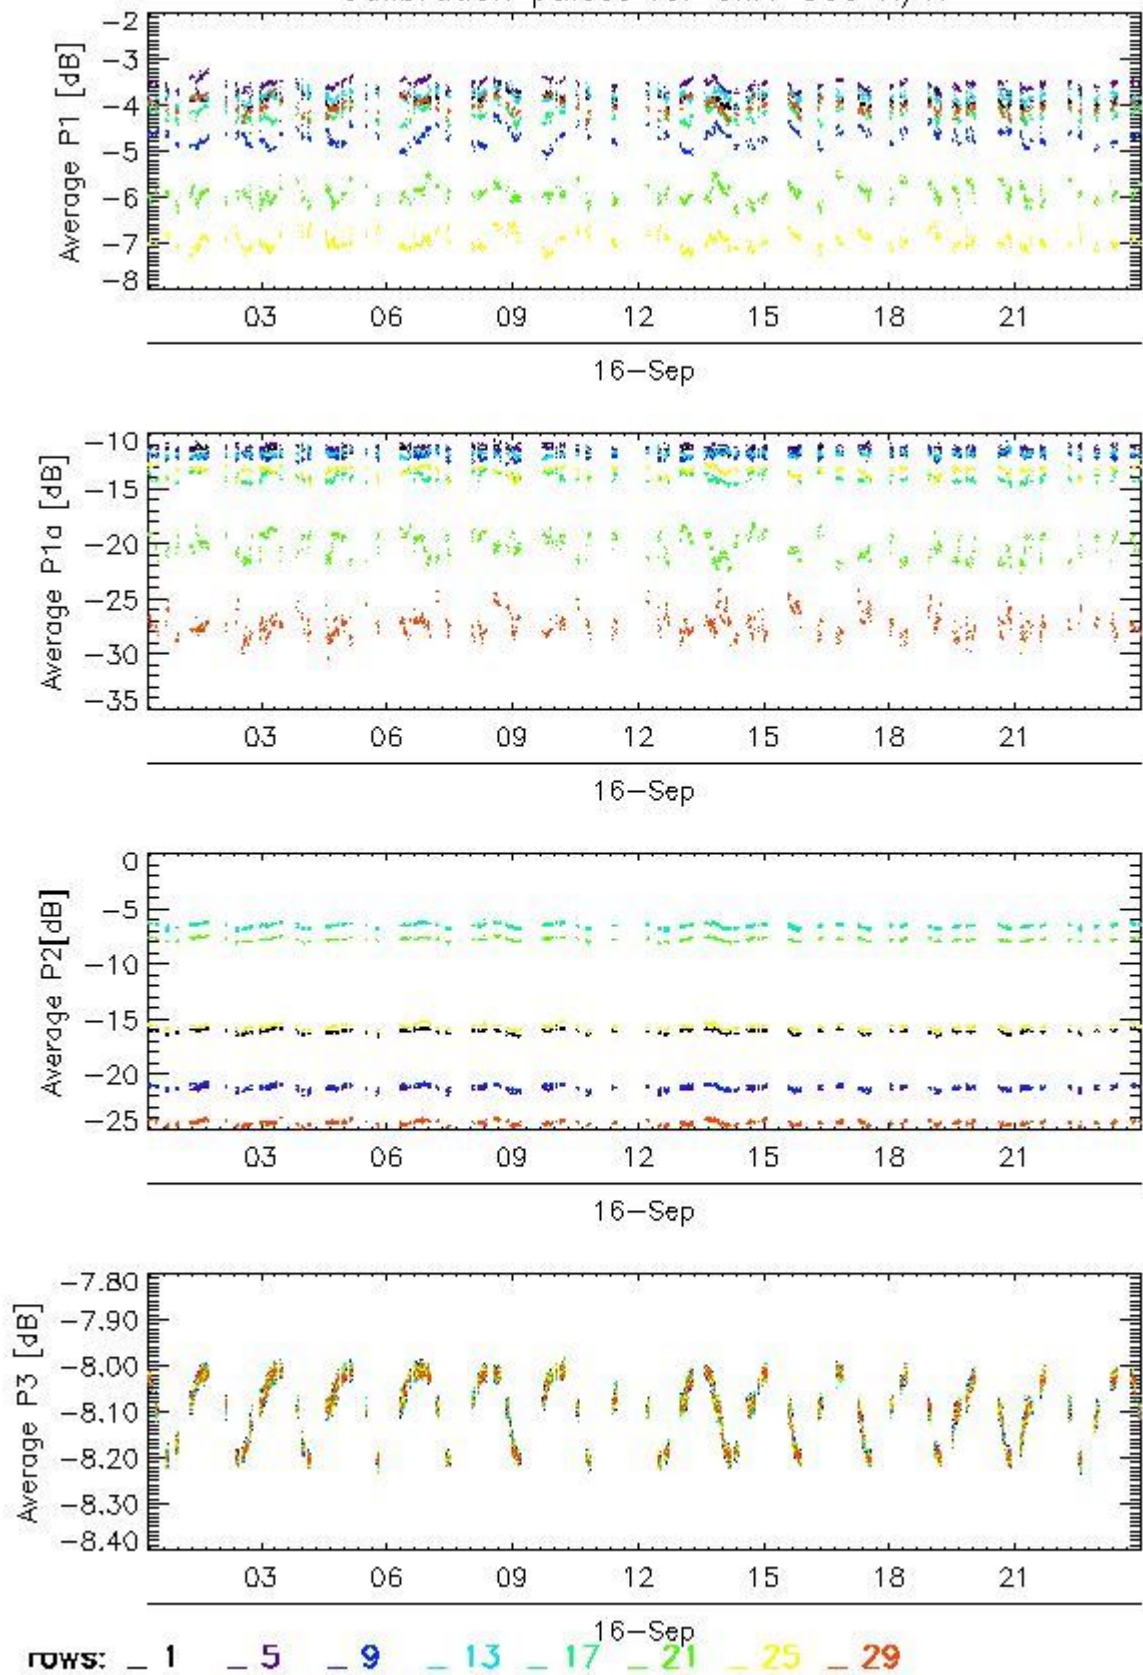 −2
−3
−4
−5
−6
−7
−8
Average P1 [dB]
03 06 09 12 15 18 21
16−Sep
−10
−15
−20
−25
−30
−35
Average P1a [dB]
03 06 09 12 15 18 21
16−Sep
0
−5
−10
−15
−20
−25
Average P2[dB]
03 06 09 12 15 18 21
16−Sep
−7.80
−7.90
−8.00
−8.10
−8.20
−8.30
−8.40
Average P3 [dB]
03 06 09 12 15 18 21
16−Sep
rows: _ 1 _ 5 _ 9 _ 13 _ 17 _ 21 _ 25 _ 29